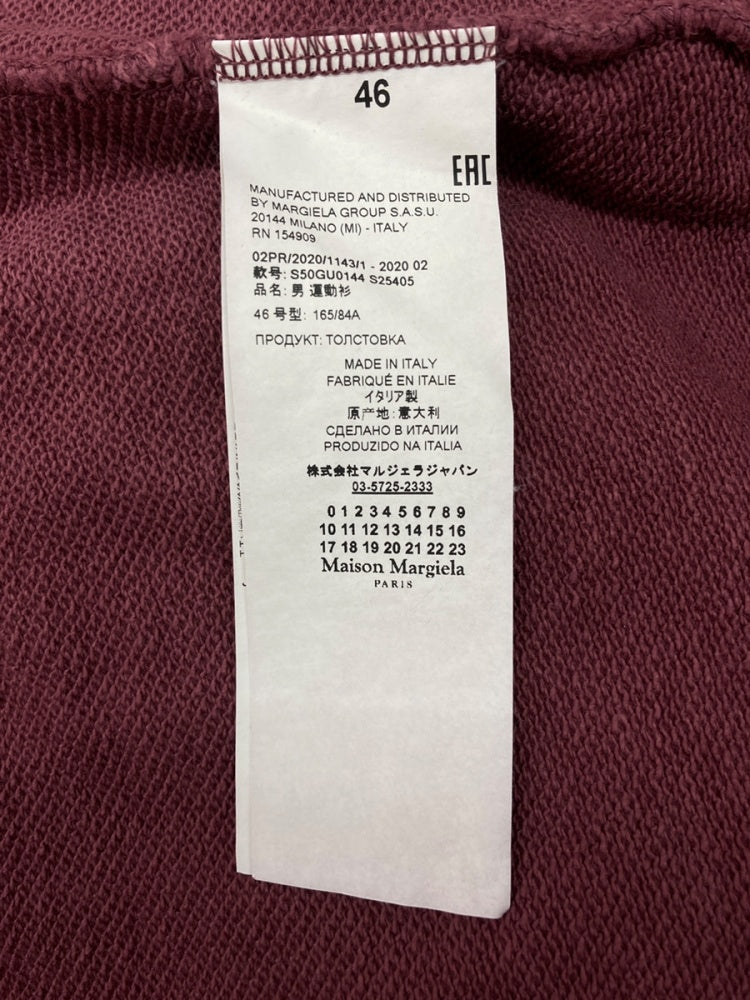 46
EAC
MANUFACTURED AND DISTRIBUTED
BY MARGIELA GROUP S.A.S.U.
20144 MILANO (MI) - ITALY
RN 154909
02PR/2020/1143/1 - 2020 02
款号: S50GU0144 S25405
品名: 男 運動衫
46 号型: 165/84A
ПРОДУКТ: ТОЛСТОВКА
MADE IN ITALY
FABRIQUÉ EN ITALIE
イタリア製
原产地: 意大利
СДЕЛАНО В ИТАЛИИ
PRODUZIDO NA ITALIA
株式会社マルジェラジャパン
03-5725-2333
0 1 2 3 4 5 6 7 8 9
10 11 12 13 14 15 16
17 18 19 20 21 22 23
Maison Margiela
PARIS